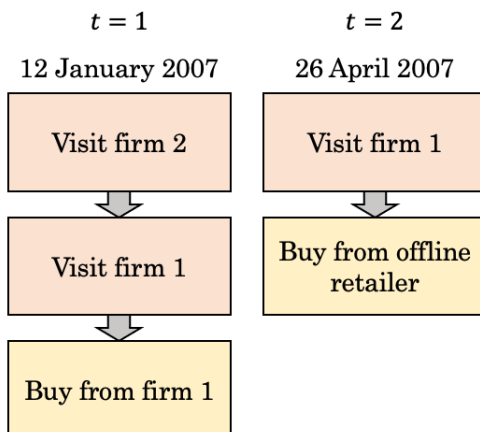 t = 1
12 January 2007
Visit firm 2
Visit firm 1
Buy from firm 1
t = 2
26 April 2007
Visit firm 1
Buy from offline
retailer